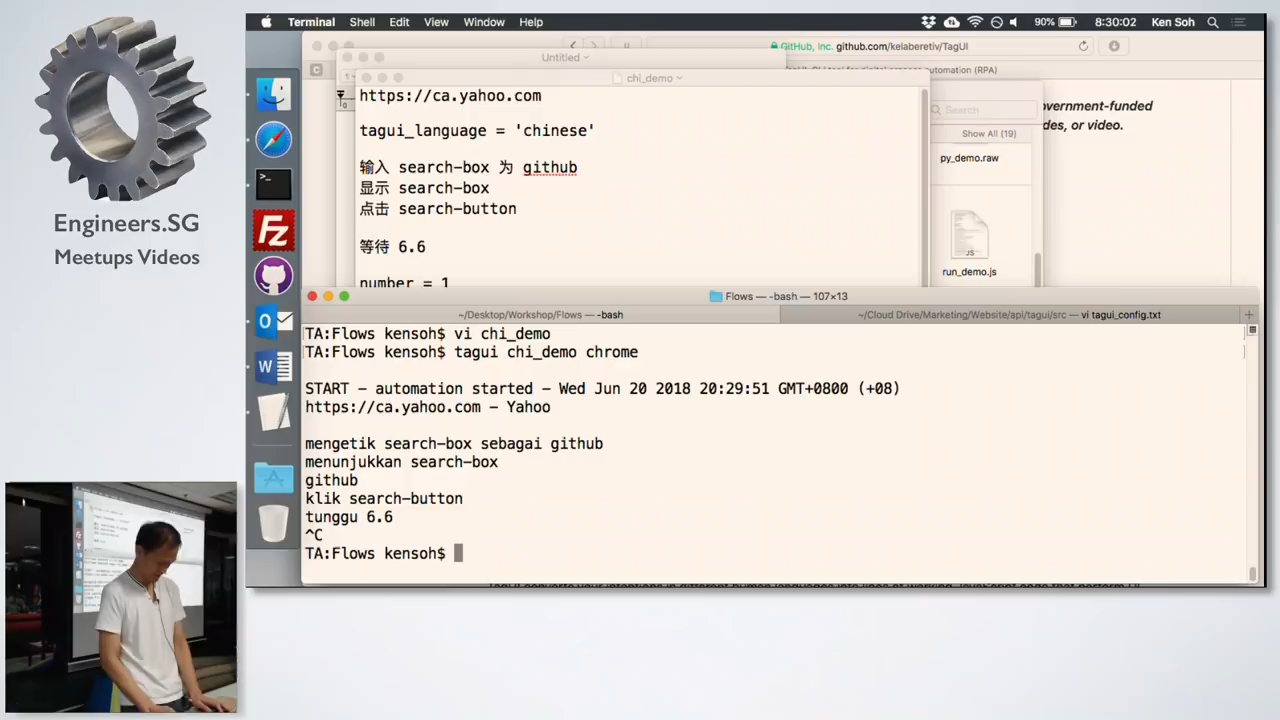 Terminal Shell Edit View Window Help 90% 8:30:02 Ken Soh
GitHub, Inc. github.com/kelaberetiv/TagUI
Untitled
automation (RPA)
chi_demo
https://ca.yahoo.com
tagui_language = 'chinese'
输入 search-box 为 github
显示 search-box
点击 search-button
等待 6.6
number = 1
Search
Show All (19)
py_demo.raw
JS
run_demo.js
overnment-funded
des, or video.
Engineers.SG
Meetups Videos
Flows — -bash — 107×13
~/Desktop/Workshop/Flows — -bash
~/Cloud Drive/Marketing/Website/api/tagui/src — vi tagui_config.txt
TA:Flows kensoh$ vi chi_demo
TA:Flows kensoh$ tagui chi_demo chrome
START - automation started - Wed Jun 20 2018 20:29:51 GMT+0800 (+08)
https://ca.yahoo.com - Yahoo
mengetik search-box sebagai github
menunjukkan search-box
github
klik search-button
tunggu 6.6
^C
TA:Flows kensoh$